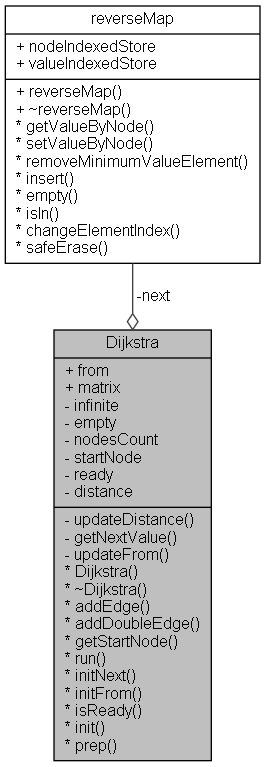 reverseMap
+ nodeIndexedStore
+ valueIndexedStore
+ reverseMap()
+ ~reverseMap()
* getValueByNode()
* setValueByNode()
* removeMinimumValueElement()
* insert()
* empty()
* isIn()
* changeElementIndex()
* safeErase()
-next
Dijkstra
+ from
+ matrix
- infinite
- empty
- nodesCount
- startNode
- ready
- distance
- updateDistance()
- getNextValue()
- updateFrom()
* Dijkstra()
* ~Dijkstra()
* addEdge()
* addDoubleEdge()
* getStartNode()
* run()
* initNext()
* initFrom()
* isReady()
* init()
* prep()